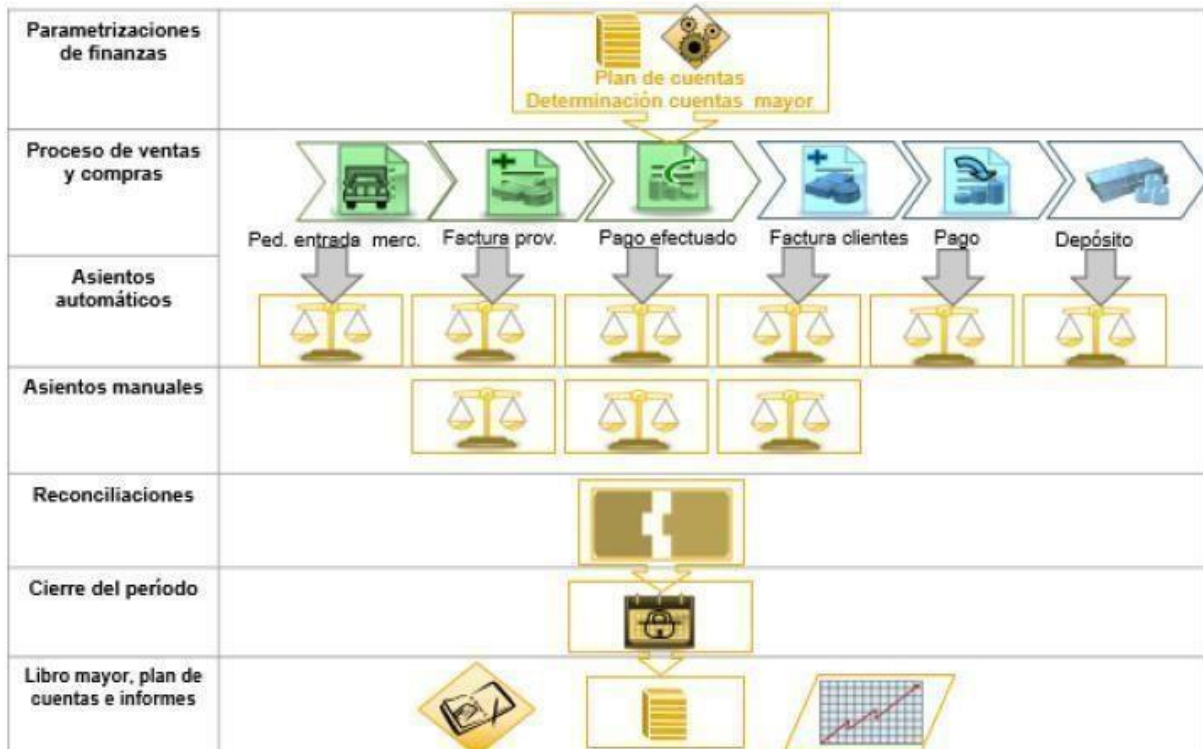 Parametrizaciones
de finanzas
Plan de cuentas
Determinación cuentas mayor
Proceso de ventas
y compras
Ped. entrada merc.
Factura prov.
Pago efectuado
Factura clientes
Pago
Depósito
Asientos
automáticos
Asientos manuales
Reconciliaciones
Cierre del período
Libro mayor, plan de
cuentas e informes